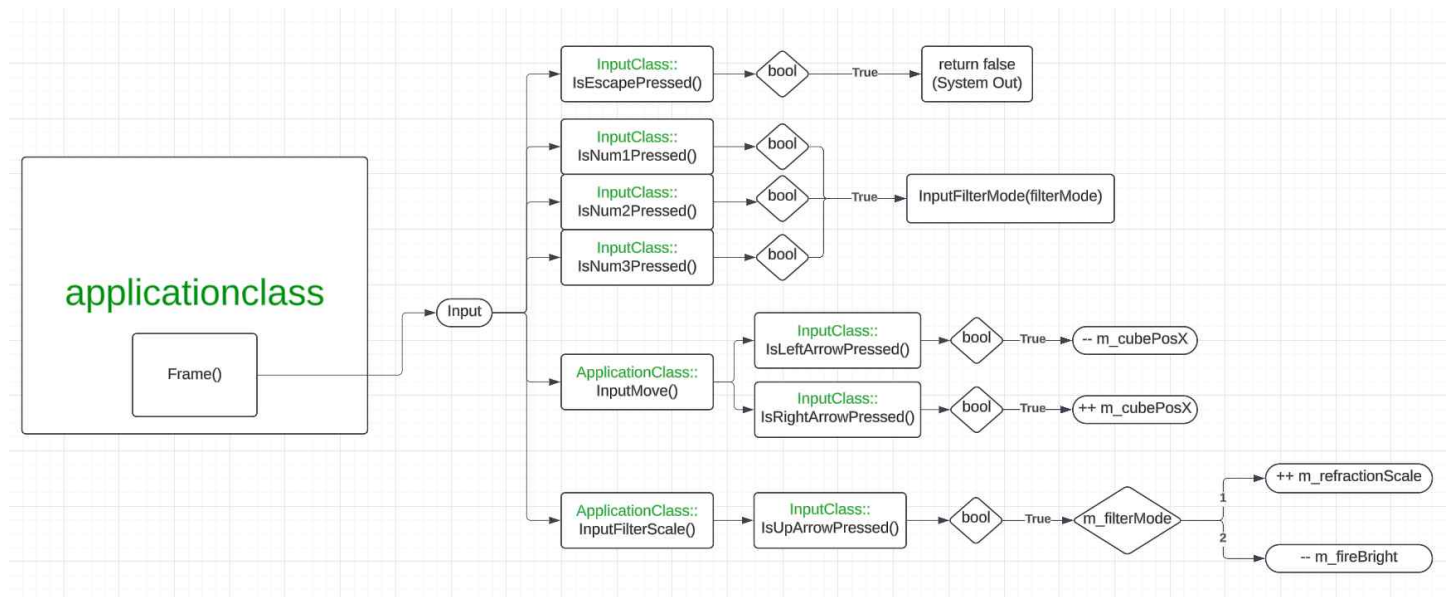 applicationclass
Frame()
Input
InputClass::
IsEscapePressed()
bool
True
return false
(System Out)
InputClass::
IsNum1Pressed()
bool
InputClass::
IsNum2Pressed()
bool
True
InputFilterMode(filterMode)
InputClass::
IsNum3Pressed()
bool
ApplicationClass::
InputMove()
InputClass::
IsLeftArrowPressed()
bool
True
-- m_cubePosX
InputClass::
IsRightArrowPressed()
bool
True
++ m_cubePosX
ApplicationClass::
InputFilterScale()
InputClass::
IsUpArrowPressed()
bool
True
m_filterMode
1
++ m_refractionScale
2
-- m_fireBright